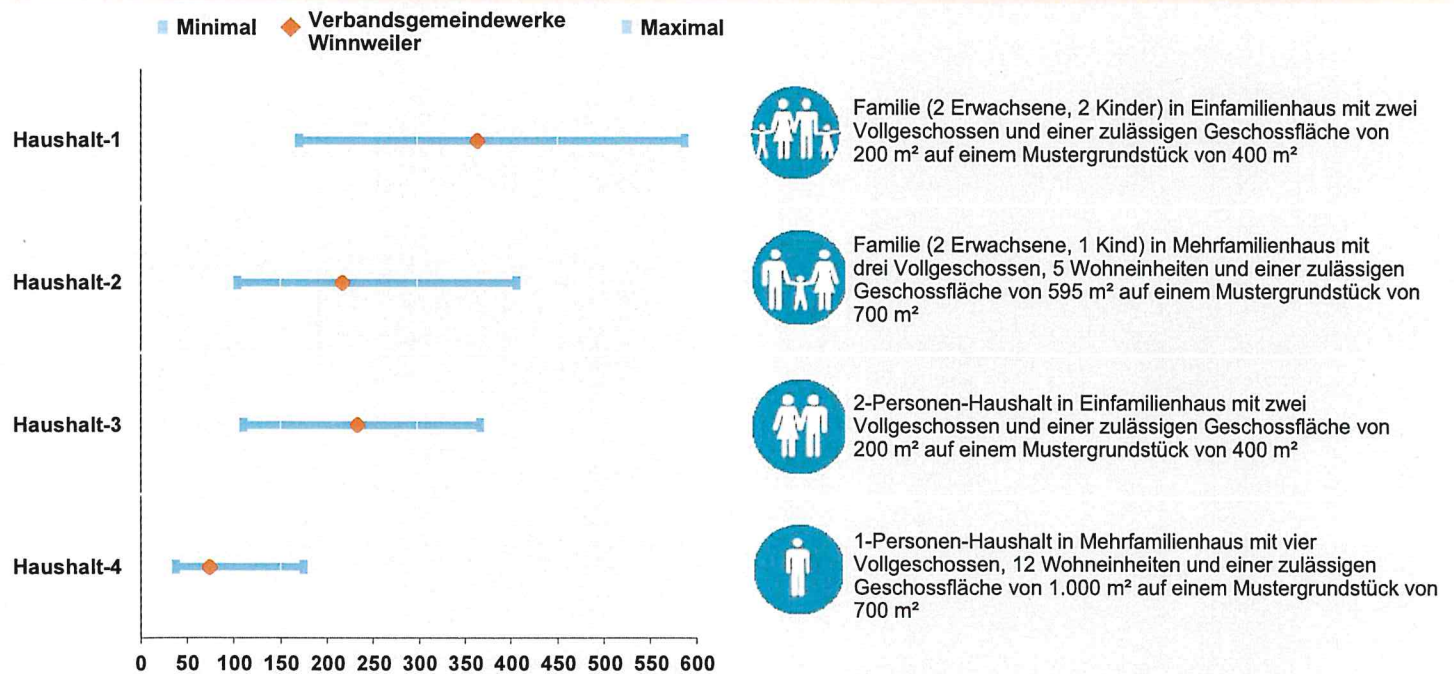 Minimal
Verbandsgemeindewerke
Winnweiler
Maximal
Haushalt-1
Familie (2 Erwachsene, 2 Kinder) in Einfamilienhaus mit zwei
Vollgeschossen und einer zulässigen Geschossfläche von
200 m² auf einem Mustergrundstück von 400 m²
Haushalt-2
Familie (2 Erwachsene, 1 Kind) in Mehrfamilienhaus mit
drei Vollgeschossen, 5 Wohneinheiten und einer zulässigen
Geschossfläche von 595 m² auf einem Mustergrundstück von
700 m²
Haushalt-3
2-Personen-Haushalt in Einfamilienhaus mit zwei
Vollgeschossen und einer zulässigen Geschossfläche von
200 m² auf einem Mustergrundstück von 400 m²
Haushalt-4
1-Personen-Haushalt in Mehrfamilienhaus mit vier
Vollgeschossen, 12 Wohneinheiten und einer zulässigen
Geschossfläche von 1.000 m² auf einem Mustergrundstück von
700 m²
0 50 100 150 200 250 300 350 400 450 500 550 600